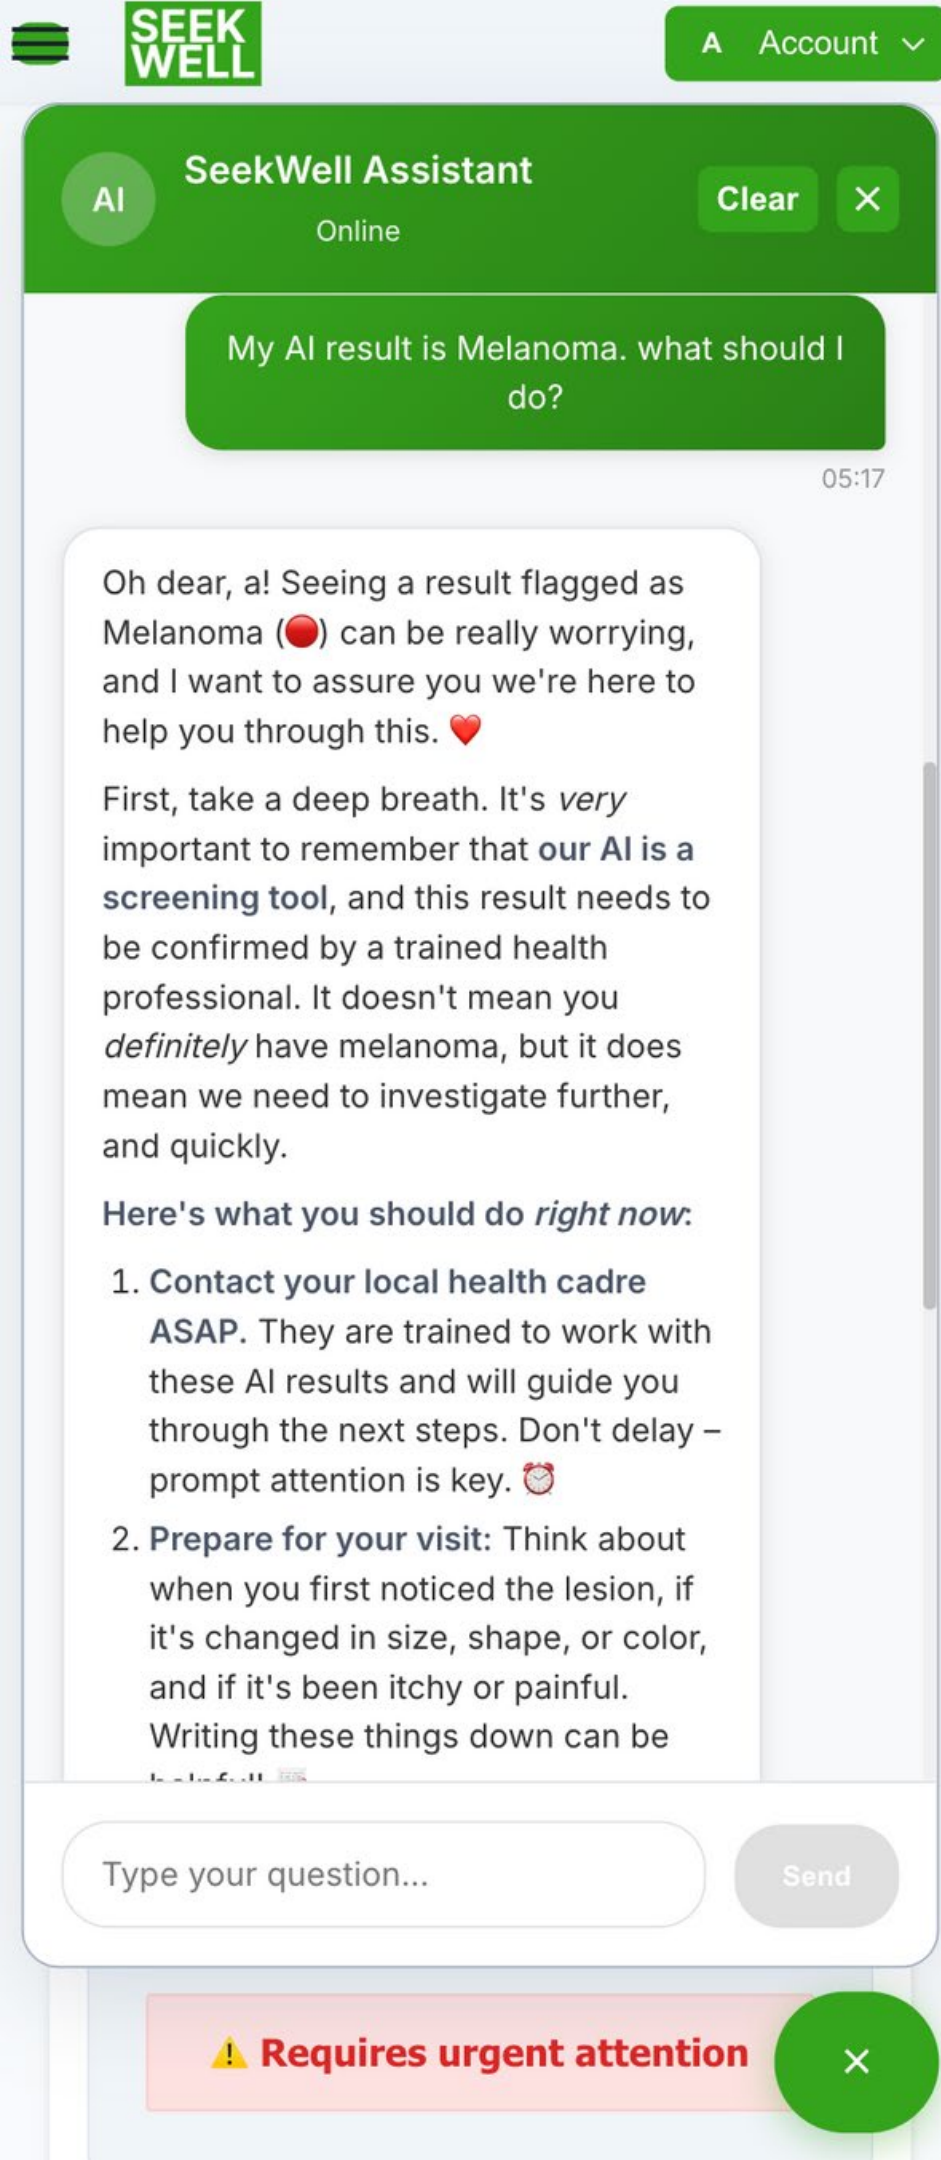 SEEK
WELL
A Account
AI
SeekWell Assistant
Online
Clear
My AI result is Melanoma. what should I
do?
05:17
Oh dear, a! Seeing a result flagged as
Melanoma (🔴) can be really worrying,
and I want to assure you we're here to
help you through this. ❤️
First, take a deep breath. It's very
important to remember that our AI is a
screening tool, and this result needs to
be confirmed by a trained health
professional. It doesn't mean you
definitely have melanoma, but it does
mean we need to investigate further,
and quickly.
Here's what you should do right now:
1. Contact your local health cadre
ASAP. They are trained to work with
these AI results and will guide you
through the next steps. Don't delay –
prompt attention is key. ⏰
2. Prepare for your visit: Think about
when you first noticed the lesion, if
it's changed in size, shape, or color,
and if it's been itchy or painful.
Writing these things down can be
Type your question...
Send
⚠️ Requires urgent attention